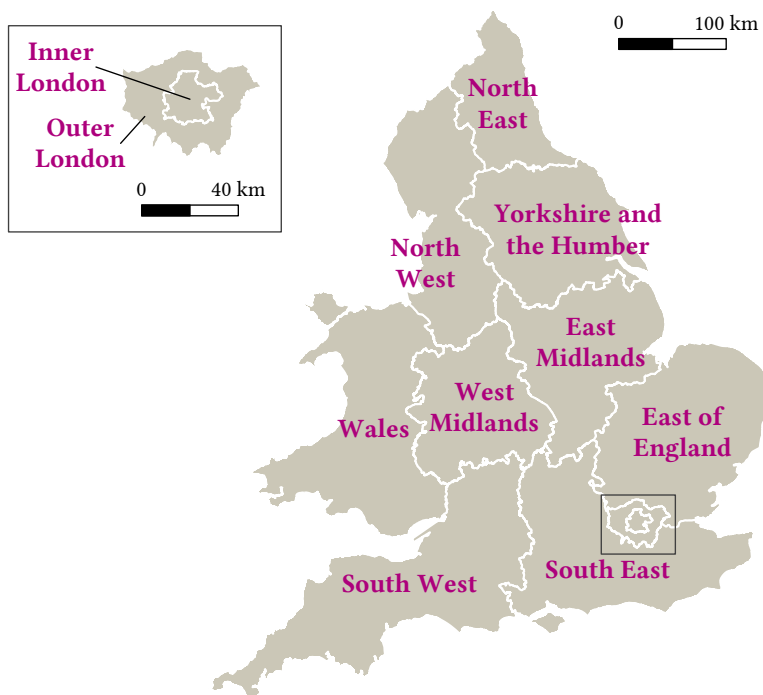 Inner
London
Outer
London
0 40 km
0 100 km
North
East
Yorkshire and
the Humber
North
West
East
Midlands
West
Midlands
Wales
East of
England
South West
South East